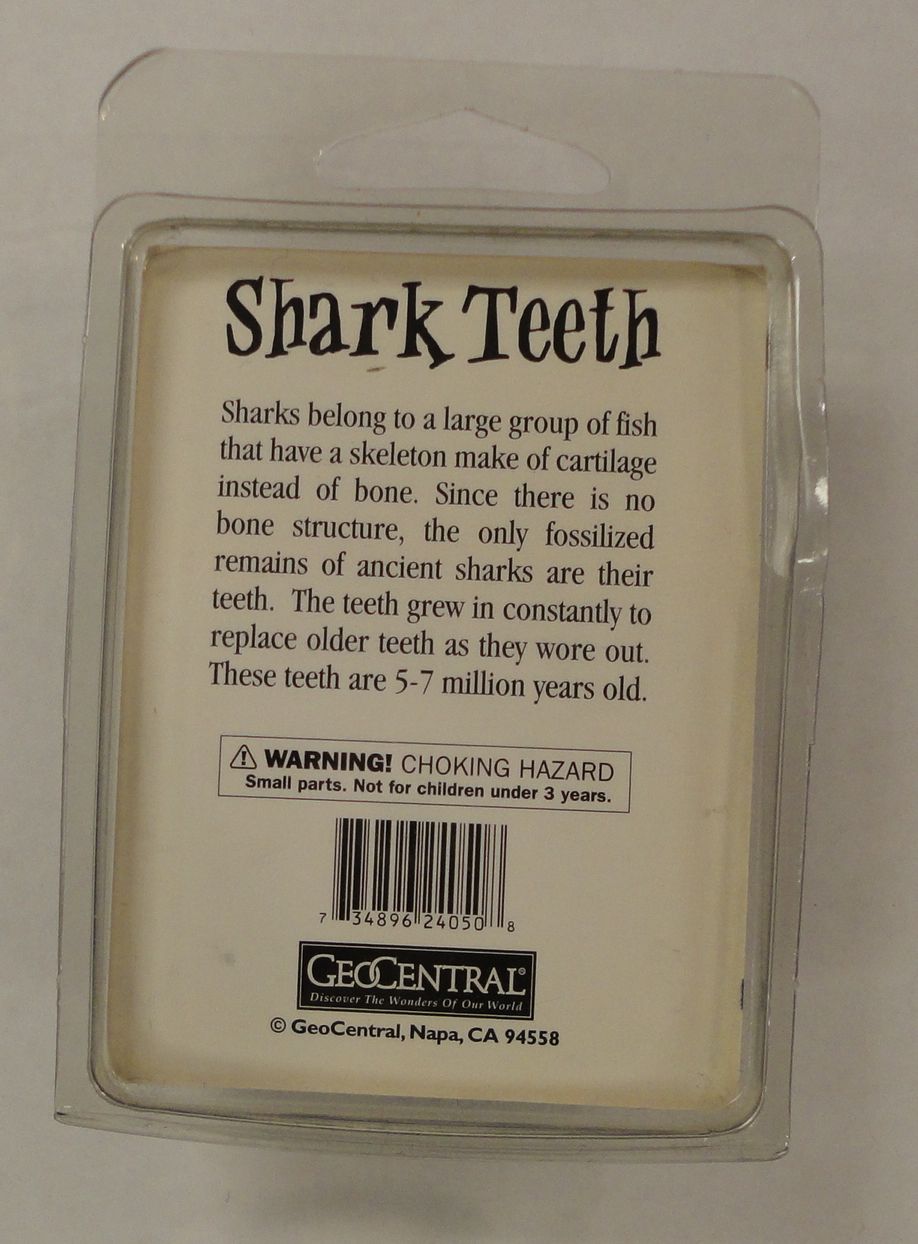 Shark Teeth
Sharks belong to a large group of fish
that have a skeleton make of cartilage
instead of bone. Since there is no
bone structure, the only fossilized
remains of ancient sharks are their
teeth. The teeth grew in constantly to
replace older teeth as they wore out.
These teeth are 5-7 million years old.
⚠ WARNING! CHOKING HAZARD
Small parts. Not for children under 3 years.
7 34896 24050 8
GEOCENTRAL®
Discover The Wonders Of Our World
© GeoCentral, Napa, CA 94558